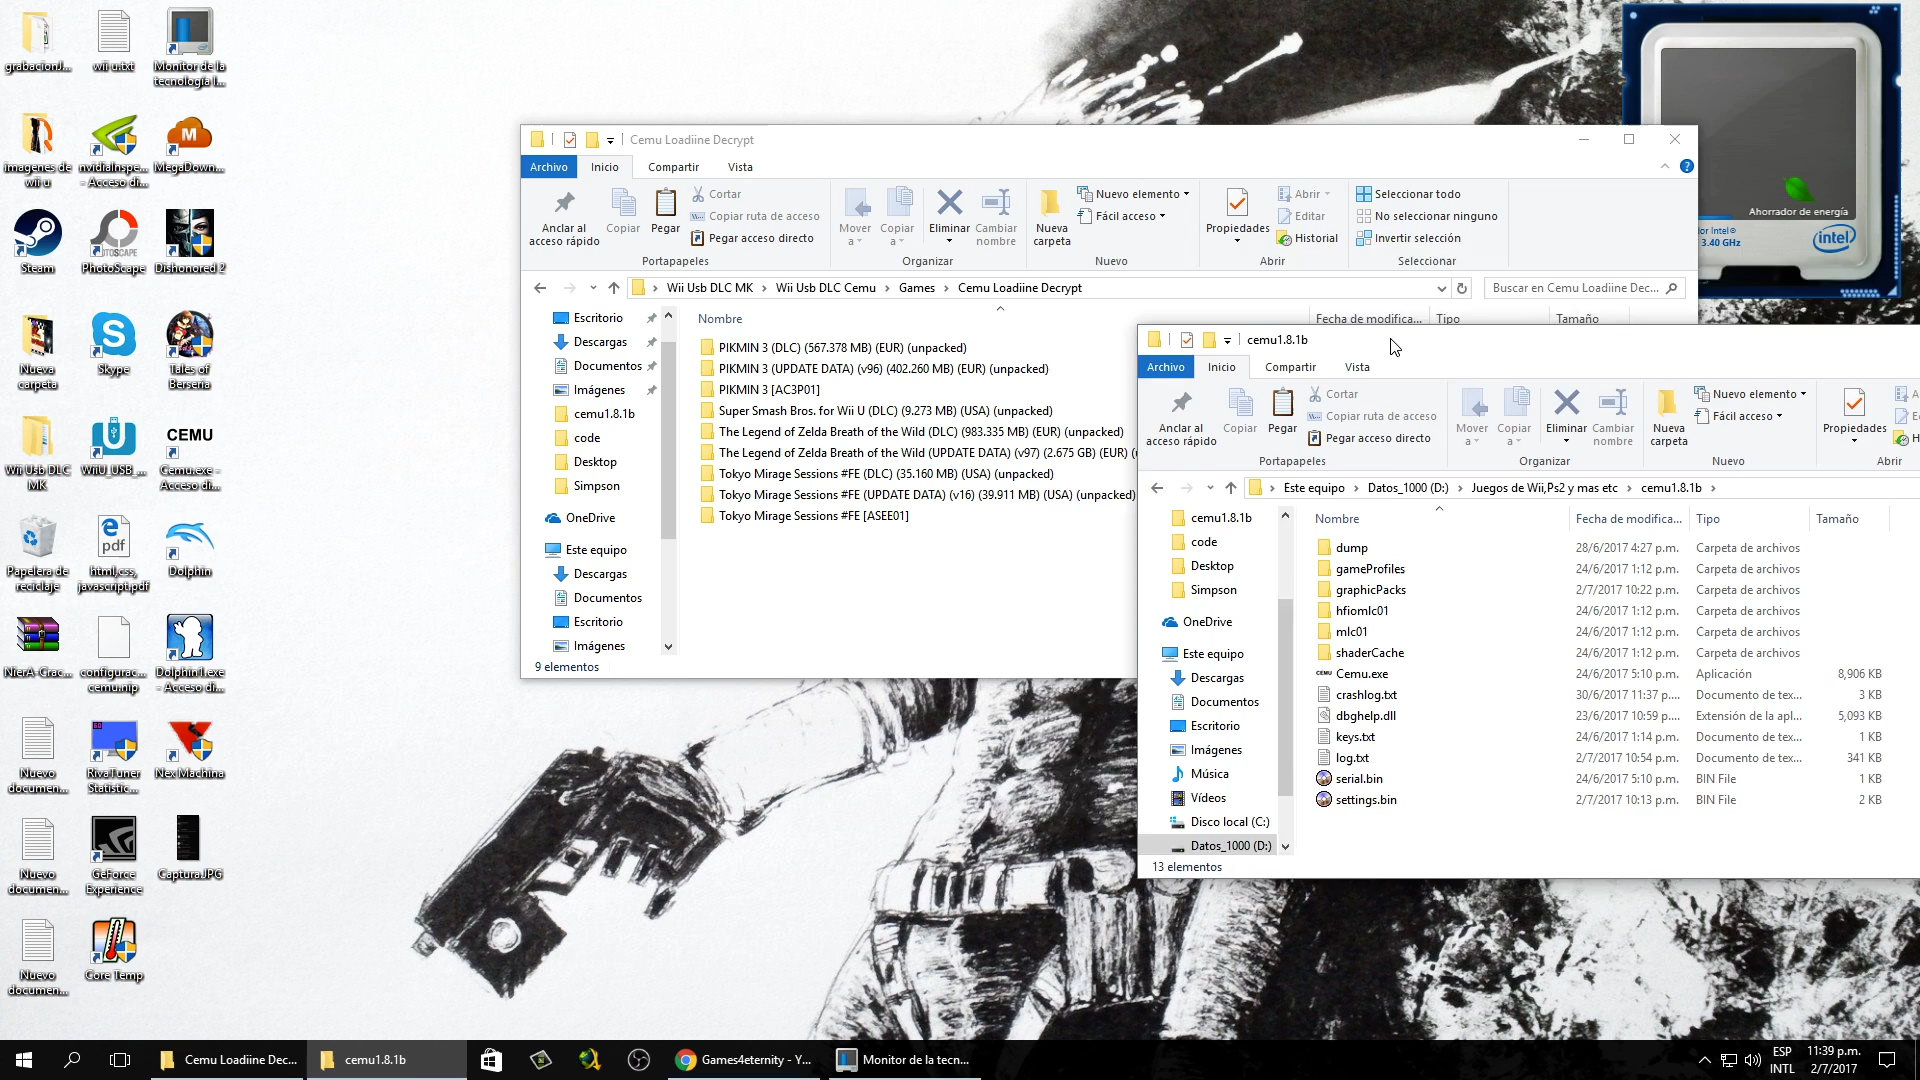 grabacionJ...
wii u.txt
Monitor de la
tecnología I...
imagenes de
wii u
nvidiaInspe...
- Acceso di...
MegaDown...
Steam
PhotoScape
Dishonored 2
Nueva
carpeta
Skype
Tales of
Berseria
Wii Usb DLC
MK
WiiU_USB_...
CEMU
Cemu.exe -
Acceso di...
Papelera de
reciclaje
pdf
html,css,
javascript.pdf
Dolphin
NierA-Crac...
configurac...
cemu.nip
Dolphin1.exe
- Acceso di...
Nuevo
documen...
RivaTuner
Statistic...
Nex Machina
Nuevo
documen...
GeForce
Experience
Captura.JPG
Nuevo
documen...
Core Temp
Cemu Loadiine Decrypt
Archivo Inicio Compartir Vista
Anclar al
acceso rápido
Copiar
Pegar
Cortar
Copiar ruta de acceso
Pegar acceso directo
Portapapeles
Mover
a
Copiar
a
Eliminar
Cambiar
nombre
Organizar
Nueva
carpeta
Nuevo elemento
Fácil acceso
Nuevo
Propiedades
Abrir
Editar
Historial
Abrir
Seleccionar todo
No seleccionar ninguno
Invertir selección
Seleccionar
Wii Usb DLC MK > Wii Usb DLC Cemu > Games > Cemu Loadiine Decrypt
Buscar en Cemu Loadiine Dec...
Escritorio
Descargas
Documentos
Imágenes
cemu1.8.1b
code
Desktop
Simpson
OneDrive
Este equipo
Descargas
Documentos
Escritorio
Imágenes
Nombre Fecha de modifica... Tipo Tamaño
PIKMIN 3 (DLC) (567.378 MB) (EUR) (unpacked)
PIKMIN 3 (UPDATE DATA) (v96) (402.260 MB) (EUR) (unpacked)
PIKMIN 3 [AC3P01]
Super Smash Bros. for Wii U (DLC) (9.273 MB) (USA) (unpacked)
The Legend of Zelda Breath of the Wild (DLC) (983.335 MB) (EUR) (unpacked)
The Legend of Zelda Breath of the Wild (UPDATE DATA) (v97) (2.675 GB) (EUR) (
Tokyo Mirage Sessions #FE (DLC) (35.160 MB) (USA) (unpacked)
Tokyo Mirage Sessions #FE (UPDATE DATA) (v16) (39.911 MB) (USA) (unpacked)
Tokyo Mirage Sessions #FE [ASEE01]
9 elementos
Ahorrador de energía
Intel®
3.40 GHz
intel
cemu1.8.1b
Archivo Inicio Compartir Vista
Anclar al
acceso rápido
Copiar
Pegar
Cortar
Copiar ruta de acceso
Pegar acceso directo
Portapapeles
Mover
a
Copiar
a
Eliminar
Cambiar
nombre
Organizar
Nueva
carpeta
Nuevo elemento
Fácil acceso
Nuevo
Propiedades
Abrir
Este equipo > Datos_1000 (D:) > Juegos de Wii,Ps2 y mas etc > cemu1.8.1b >
cemu1.8.1b
code
Desktop
Simpson
OneDrive
Este equipo
Descargas
Documentos
Escritorio
Imágenes
Música
Vídeos
Disco local (C:)
Datos_1000 (D:)
Nombre Fecha de modifica... Tipo Tamaño
dump 28/6/2017 4:27 p.m. Carpeta de archivos
gameProfiles 24/6/2017 1:12 p.m. Carpeta de archivos
graphicPacks 2/7/2017 10:22 p.m. Carpeta de archivos
hfiomlc01 24/6/2017 1:12 p.m. Carpeta de archivos
mlc01 24/6/2017 1:12 p.m. Carpeta de archivos
shaderCache 24/6/2017 1:12 p.m. Carpeta de archivos
Cemu.exe 24/6/2017 5:10 p.m. Aplicación 8,906 KB
crashlog.txt 30/6/2017 11:37 p.... Documento de tex... 3 KB
dbghelp.dll 23/6/2017 10:59 p.... Extensión de la apl... 5,093 KB
keys.txt 24/6/2017 1:14 p.m. Documento de tex... 1 KB
log.txt 2/7/2017 10:54 p.m. Documento de tex... 341 KB
serial.bin 24/6/2017 5:10 p.m. BIN File 1 KB
settings.bin 2/7/2017 10:13 p.m. BIN File 2 KB
13 elementos
Cemu Loadiine Dec...
cemu1.8.1b
Games4eternity - Y...
Monitor de la tecn...
ESP
INTL
11:39 p.m.
2/7/2017